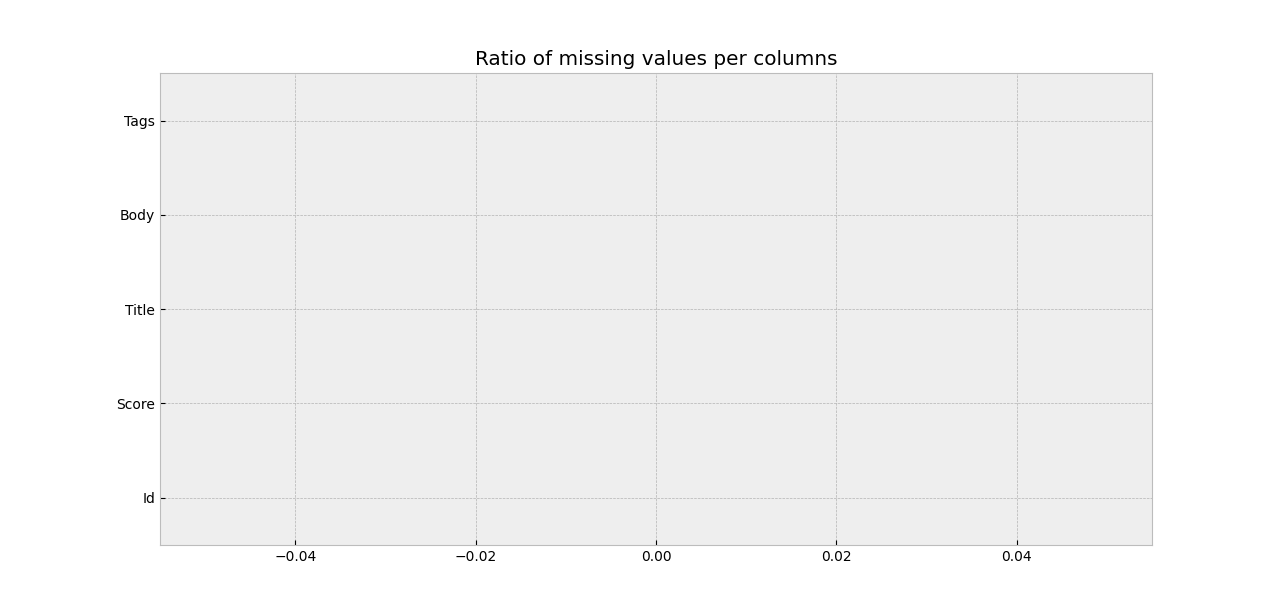 Ratio of missing values per columns
Tags
Body
Title
Score
Id
−0.04 −0.02 0.00 0.02 0.04